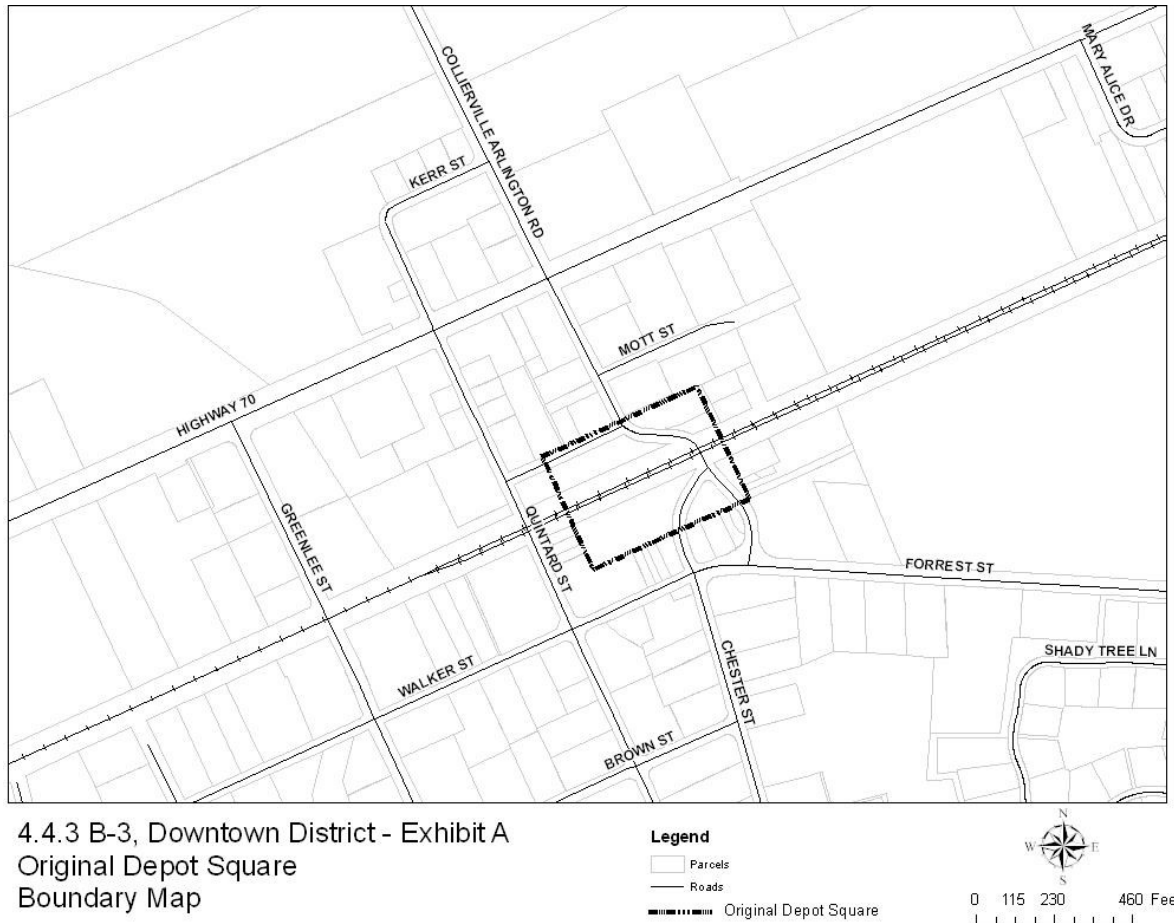 COLLIERVILLE ARLINGTON RD
MARY ALICE DR
KERR ST
MOTT ST
HIGHWAY 70
GREENLEE ST
QUINTARD ST
FORREST ST
WALKER ST
CHESTER ST
SHADY TREE LN
BROWN ST
4.4.3 B-3, Downtown District - Exhibit A
Original Depot Square
Boundary Map
Legend
Parcels
Roads
Original Depot Square
N
W E
S
0 115 230 460 Fee